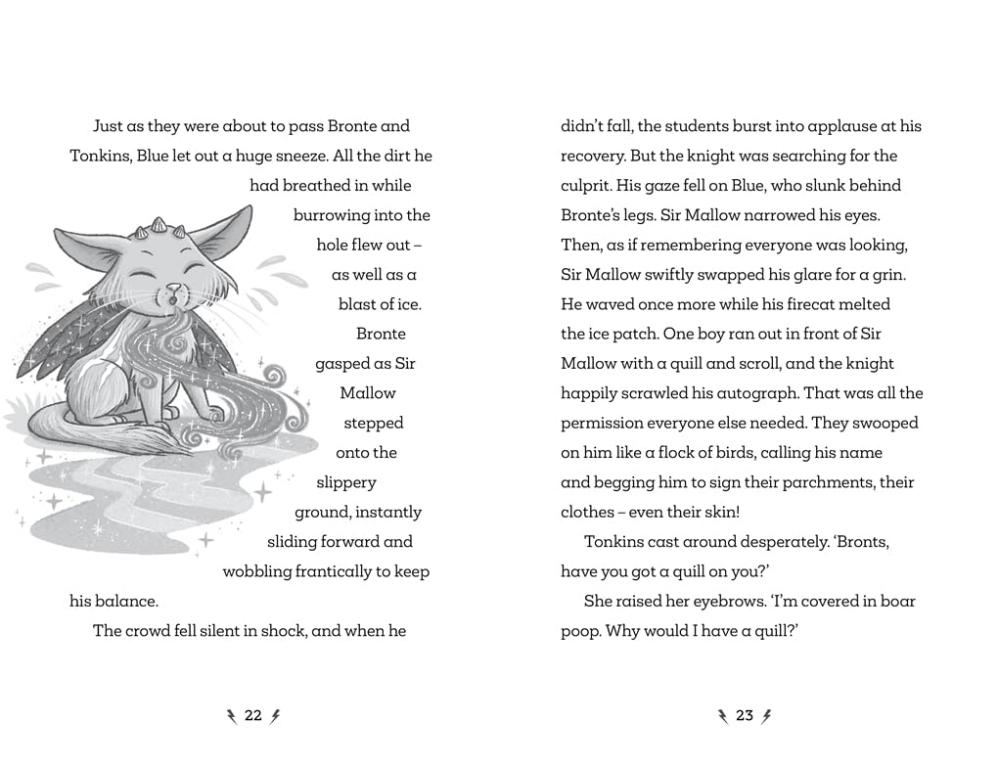 Just as they were about to pass Bronte and
Tonkins, Blue let out a huge sneeze. All the dirt he
had breathed in while
burrowing into the
hole flew out –
as well as a
blast of ice.
Bronte
gasped as Sir
Mallow
stepped
onto the
slippery
ground, instantly
sliding forward and
wobbling frantically to keep
his balance.
The crowd fell silent in shock, and when he
22
didn’t fall, the students burst into applause at his
recovery. But the knight was searching for the
culprit. His gaze fell on Blue, who slunk behind
Bronte’s legs. Sir Mallow narrowed his eyes.
Then, as if remembering everyone was looking,
Sir Mallow swiftly swapped his glare for a grin.
He waved once more while his firecat melted
the ice patch. One boy ran out in front of Sir
Mallow with a quill and scroll, and the knight
happily scrawled his autograph. That was all the
permission everyone else needed. They swooped
on him like a flock of birds, calling his name
and begging him to sign their parchments, their
clothes – even their skin!
Tonkins cast around desperately. ‘Bronts,
have you got a quill on you?’
She raised her eyebrows. ‘I’m covered in boar
poop. Why would I have a quill?’
23